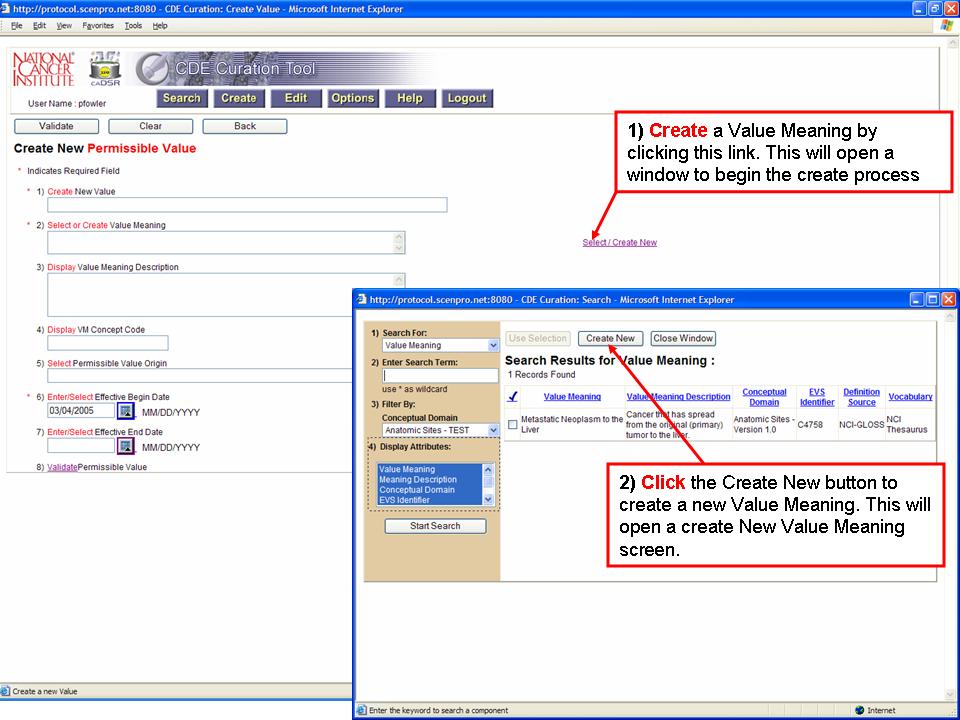 http://protocol.scenpro.net:8080 - CDE Curation: Create Value - Microsoft Internet Explorer
File Edit View Favorites Tools Help
NATIONAL CANCER INSTITUTE
caDSR
CDE Curation Tool
User Name : pfowler
Search Create Edit Options Help Logout
Validate Clear Back
Create New Permissible Value
* Indicates Required Field
* 1) Create New Value
* 2) Select or Create Value Meaning
Select / Create New
3) Display Value Meaning Description
4) Display VM Concept Code
5) Select Permissible Value Origin
* 6) Enter/Select Effective Begin Date
03/04/2005 MM/DD/YYYY
7) Enter/Select Effective End Date
MM/DD/YYYY
8) Validate Permissible Value
Create a new Value
1) Create a Value Meaning by
clicking this link. This will open a
window to begin the create process
http://protocol.scenpro.net:8080 - CDE Curation: Search - Microsoft Internet Explorer
1) Search For:
Value Meaning
2) Enter Search Term:
use * as wildcard
3) Filter By:
Conceptual Domain
Anatomic Sites - TEST
4) Display Attributes:
Value Meaning
Meaning Description
Conceptual Domain
EVS Identifier
Start Search
Use Selection Create New Close Window
Search Results for Value Meaning :
1 Records Found
Value Meaning Value Meaning Description Conceptual Domain EVS Identifier Definition Source Vocabulary
Metastatic Neoplasm to the Liver Cancer that has spread from the original (primary) tumor to the liver. Anatomic Sites - Version 1.0 C4758 NCI-GLOSS NCI Thesaurus
2) Click the Create New button to
create a new Value Meaning. This will
open a create New Value Meaning
screen.
Enter the keyword to search a component
Internet